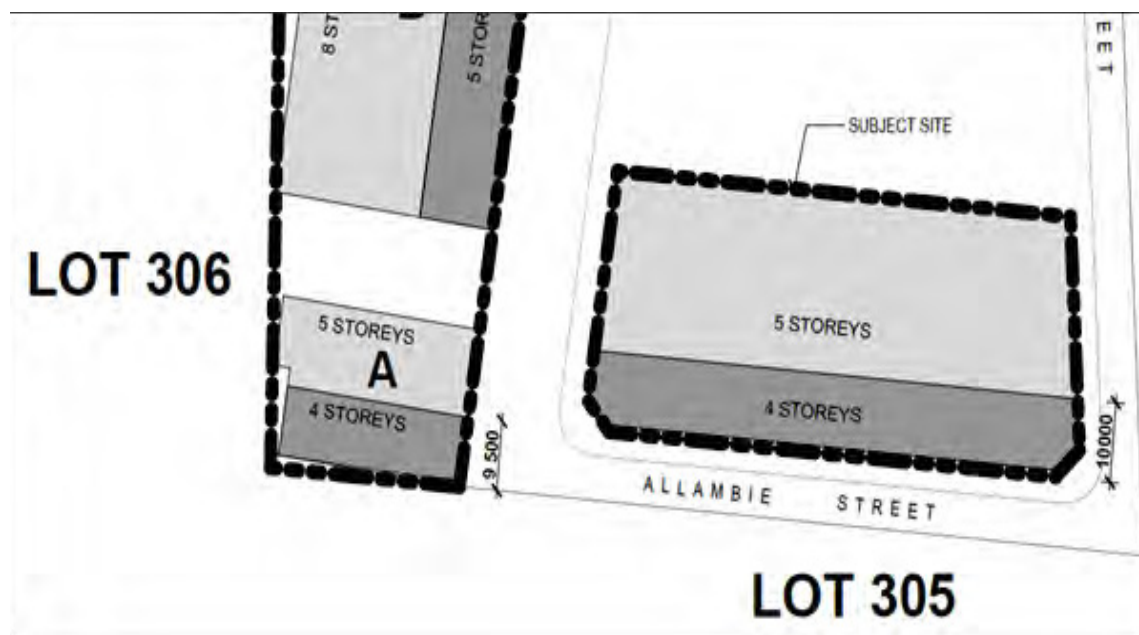 8 ST
5 STOR
EET
SUBJECT SITE
LOT 306
5 STOREYS
A
4 STOREYS
9 500
5 STOREYS
4 STOREYS
10000
ALLAMBIE STREET
LOT 305